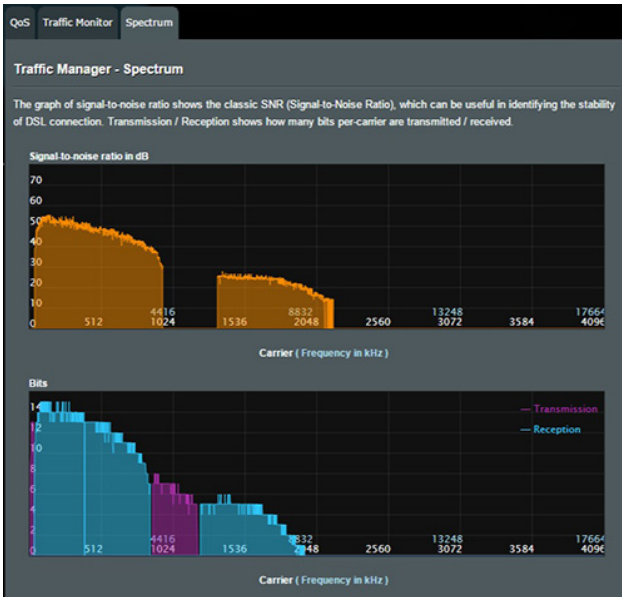 QoS Traffic Monitor Spectrum
Traffic Manager - Spectrum
The graph of signal-to-noise ratio shows the classic SNR (Signal-to-Noise Ratio), which can be useful in identifying the stability
of DSL connection. Transmission / Reception shows how many bits per-carrier are transmitted / received.
Signal-to-noise ratio in dB
70
60
50
40
30
20
10
4416 8832 13248 17664
0 512 1024 1536 2048 2560 3072 3584 4096
Carrier ( Frequency in kHz )
Bits
14
Transmission
12
Reception
10
8
6
4
2
4416 8832 13248 17664
0 512 1024 1536 2048 2560 3072 3584 4096
Carrier ( Frequency in kHz )